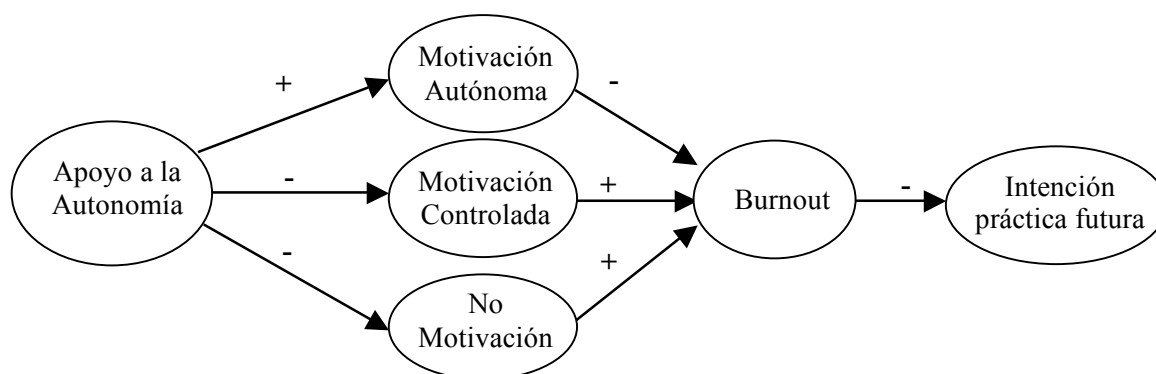 Motivación
Autónoma
+
-
Apoyo a la
Autonomía
-
Motivación
Controlada
+
Burnout
-
Intención
práctica futura
-
+
No
Motivación